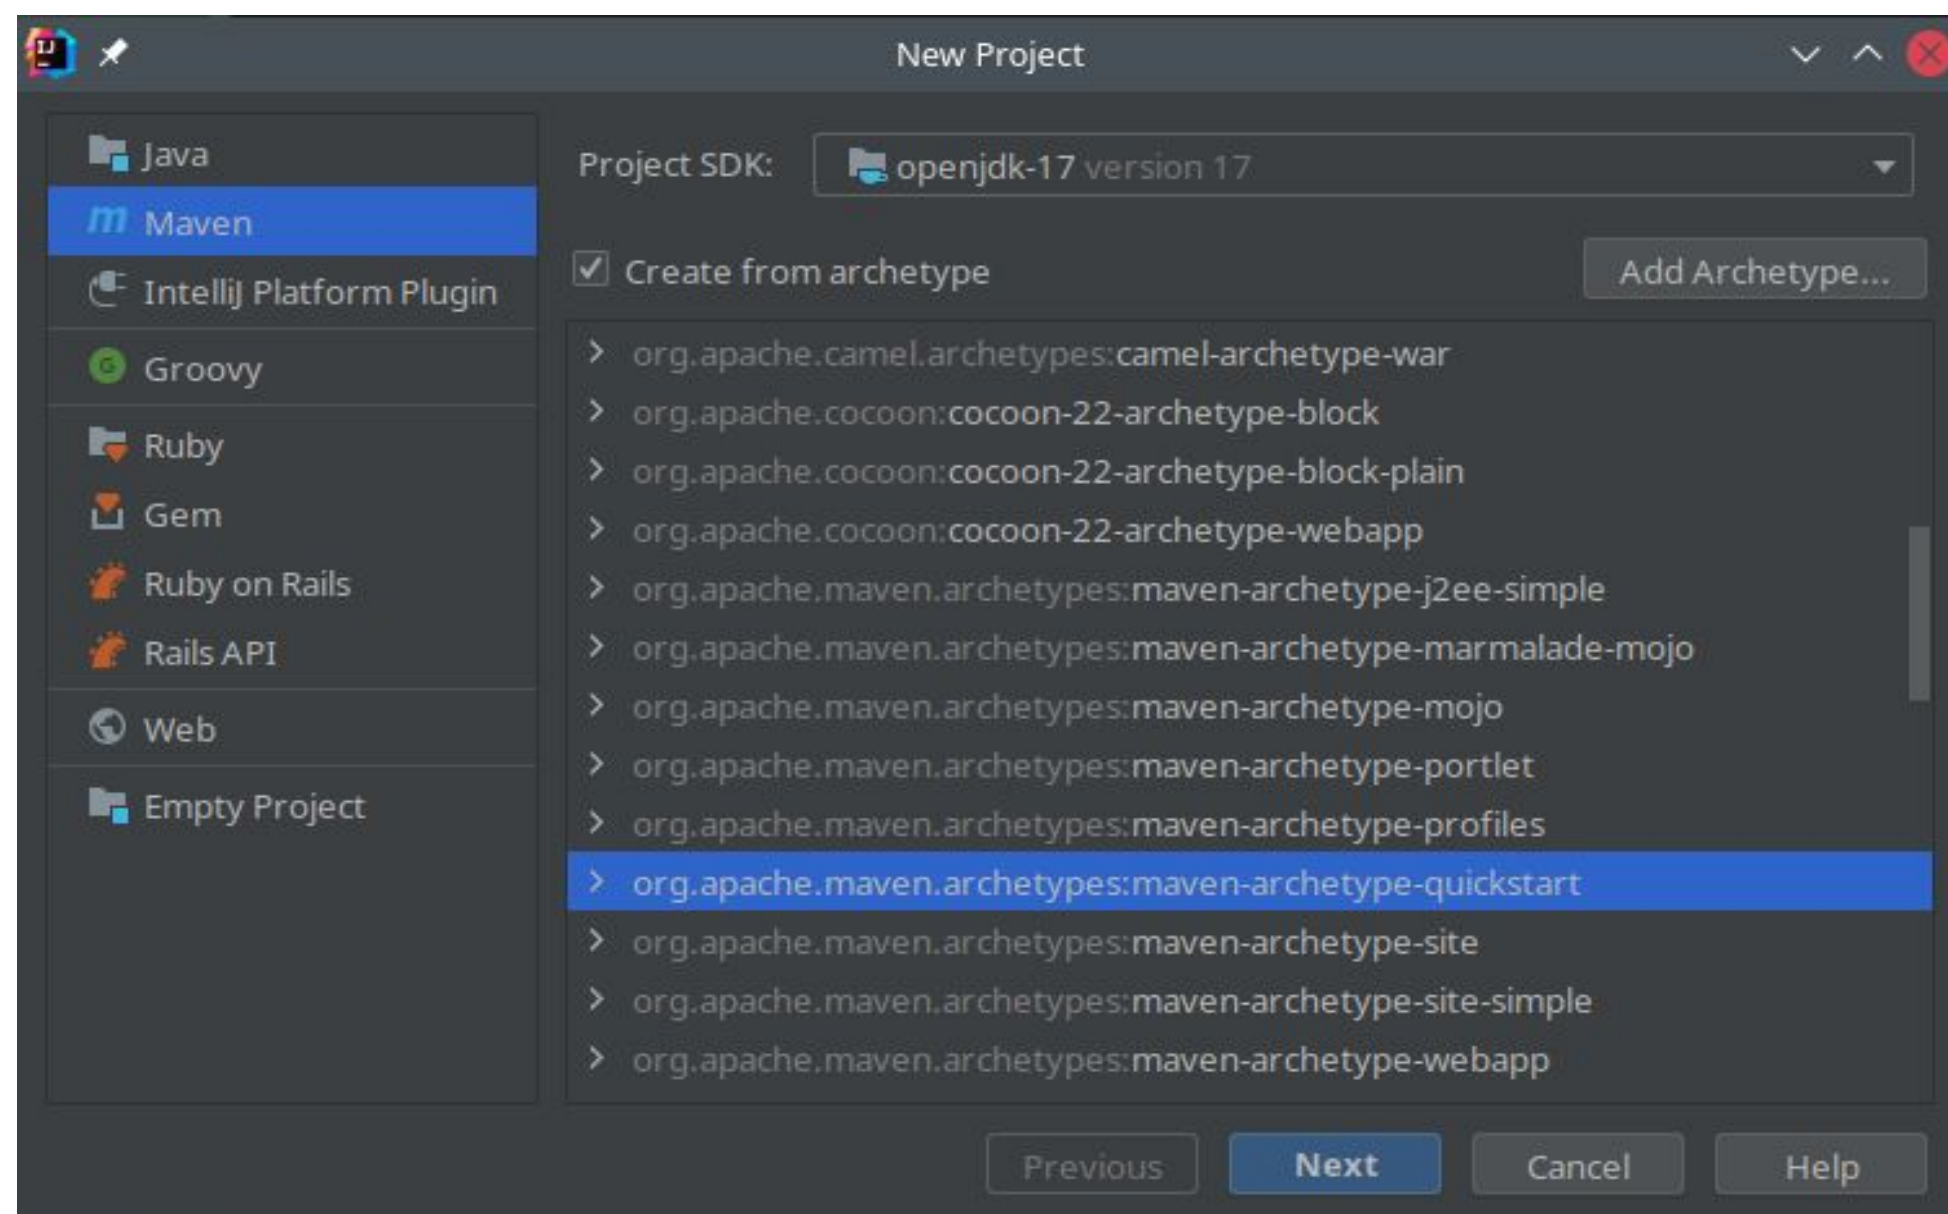 New Project
Java
Maven
IntelliJ Platform Plugin
Groovy
Ruby
Gem
Ruby on Rails
Rails API
Web
Empty Project
Project SDK: openjdk-17 version 17
Create from archetype
Add Archetype...
org.apache.camel.archetypes:camel-archetype-war
org.apache.cocoon:cocoon-22-archetype-block
org.apache.cocoon:cocoon-22-archetype-block-plain
org.apache.cocoon:cocoon-22-archetype-webapp
org.apache.maven.archetypes:maven-archetype-j2ee-simple
org.apache.maven.archetypes:maven-archetype-marmalade-mojo
org.apache.maven.archetypes:maven-archetype-mojo
org.apache.maven.archetypes:maven-archetype-portlet
org.apache.maven.archetypes:maven-archetype-profiles
org.apache.maven.archetypes:maven-archetype-quickstart
org.apache.maven.archetypes:maven-archetype-site
org.apache.maven.archetypes:maven-archetype-site-simple
org.apache.maven.archetypes:maven-archetype-webapp
Previous
Next
Cancel
Help